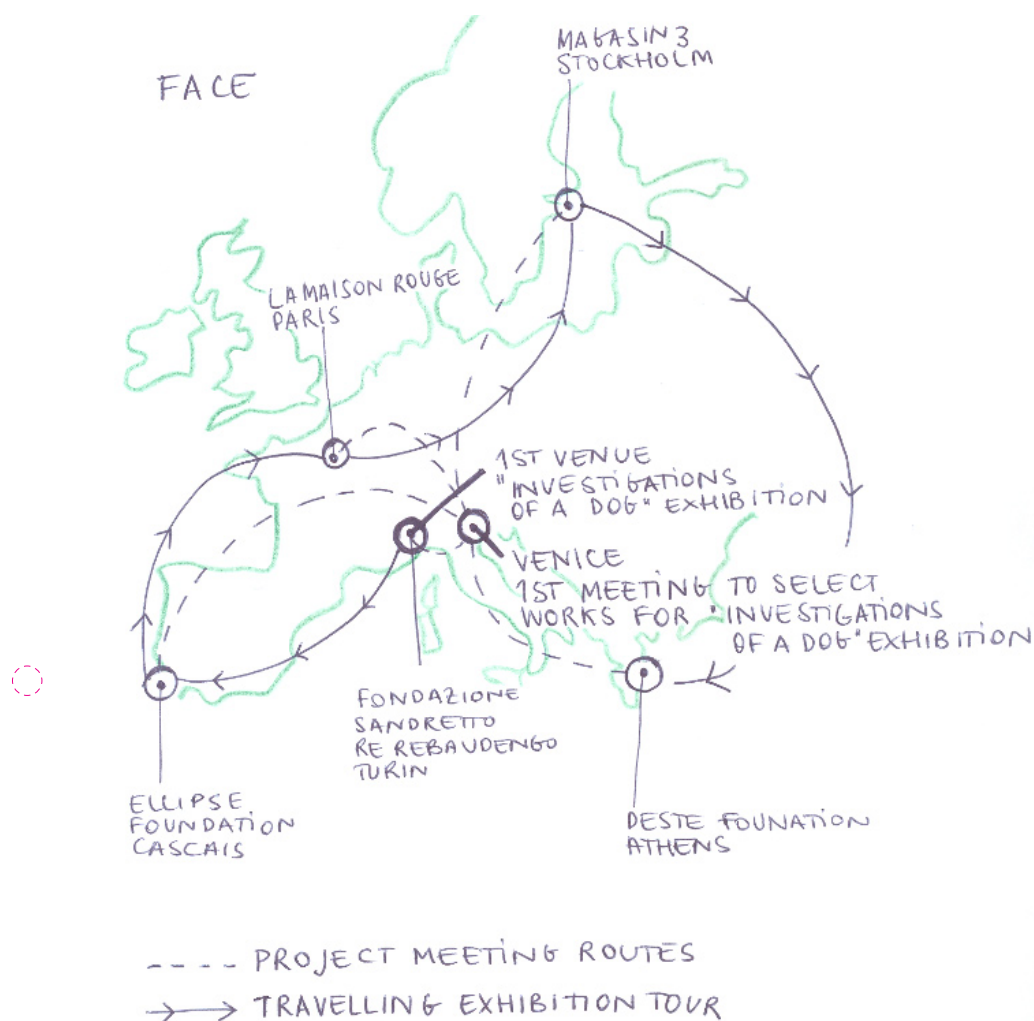 FACE
MAGASIN 3
STOCKHOLM
LA MAISON ROUGE
PARIS
1ST VENUE
"INVESTIGATIONS
OF A DOG" EXHIBITION
VENICE
1ST MEETING TO SELECT
WORKS FOR "INVESTIGATIONS
OF A DOG" EXHIBITION
FONDAZIONE
SANDRETTO
RE REBAUDENGO
TURIN
ELLIPSE
FOUNDATION
CASCAIS
DESTE FOUNATION
ATHENS
PROJECT MEETING ROUTES
TRAVELLING EXHIBITION TOUR